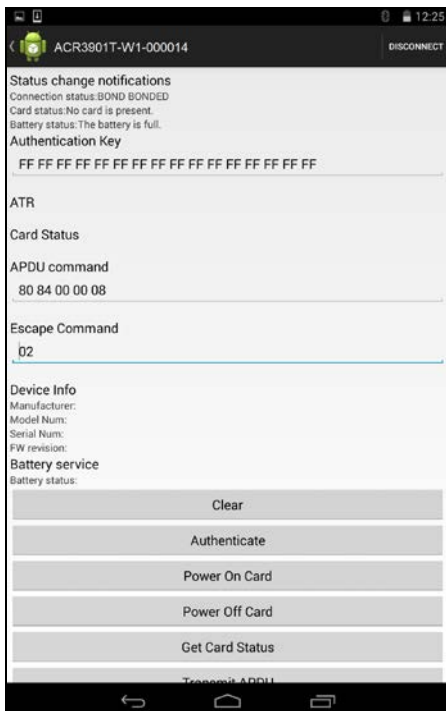 12:25
ACR3901T-W1-000014
DISCONNECT
Status change notifications
Connection status:BOND BONDED
Card status:No card is present.
Battery status:The battery is full.
Authentication Key
FF FF FF FF FF FF FF FF FF FF FF FF FF FF FF FF
ATR
Card Status
APDU command
80 84 00 00 08
Escape Command
02
Device Info
Manufacturer:
Model Num:
Serial Num:
FW revision:
Battery service
Battery status:
Clear
Authenticate
Power On Card
Power Off Card
Get Card Status
Transmit APDU